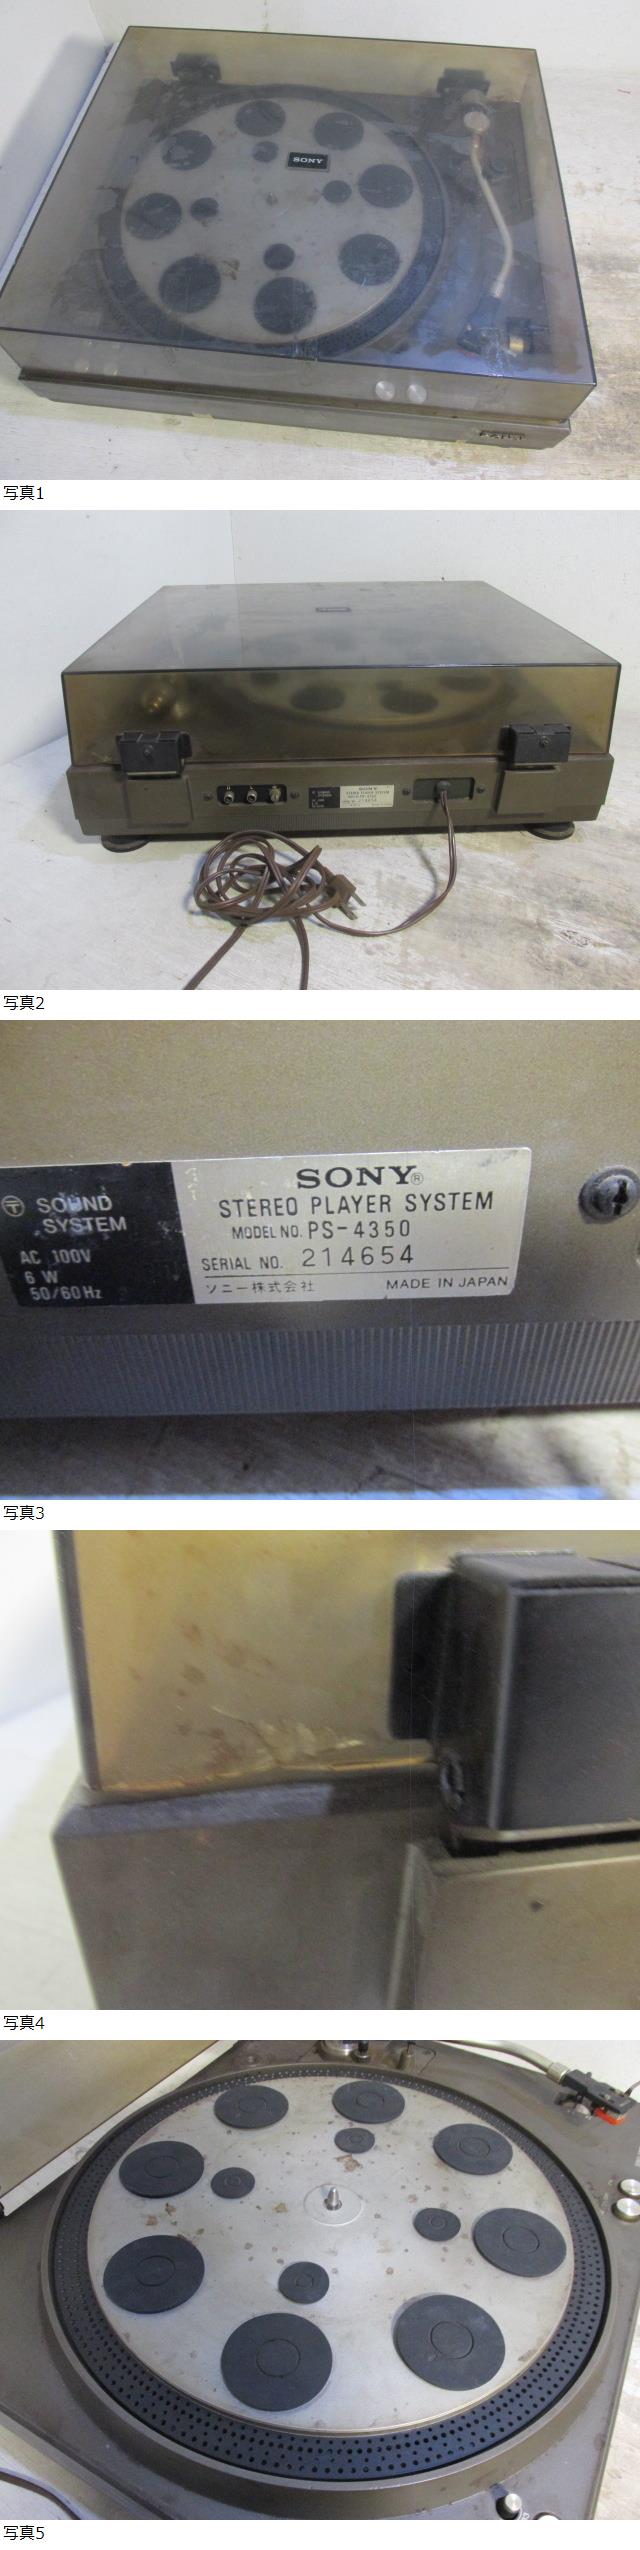 SONY
写真1
写真2
〒 SOUND
SYSTEM
AC 100V
6 W
50/60Hz
SONY®
STEREO PLAYER SYSTEM
MODEL NO. PS-4350
SERIAL NO. 214654
ソニー株式会社 MADE IN JAPAN
写真3
写真4
写真5